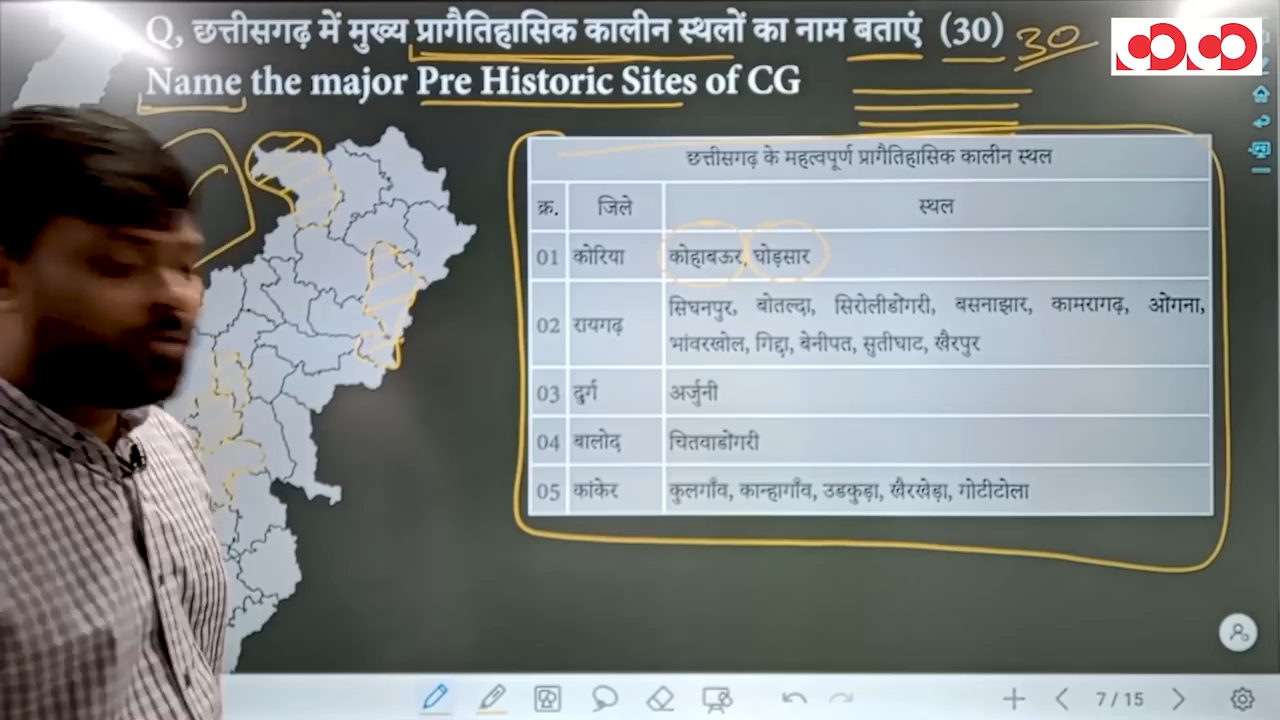 Q, छत्तीसगढ़ में मुख्य प्रागैतिहासिक कालीन स्थलों का नाम बताएं (30) 30
Name the major Pre Historic Sites of CG
छत्तीसगढ़ के महत्वपूर्ण प्रागैतिहासिक कालीन स्थल
क्र. जिले स्थल
01 कोरिया कोहाबऊर, घोड़सार
02 रायगढ़ सिघनपुर, बोतल्दा, सिरोलीडोंगरी, बसनाझार, कामरागढ़, ओंगना,
भांवरखोल, गिद्दा, बेनीपत, सुतीघाट, खैरपुर
03 दुर्ग अर्जुनी
04 बालोद चितवाडोंगरी
05 कांकेर कुलगाँव, कान्हागाँव, उडकुड़ा, खैरखेड़ा, गोटीटोला
7 / 15